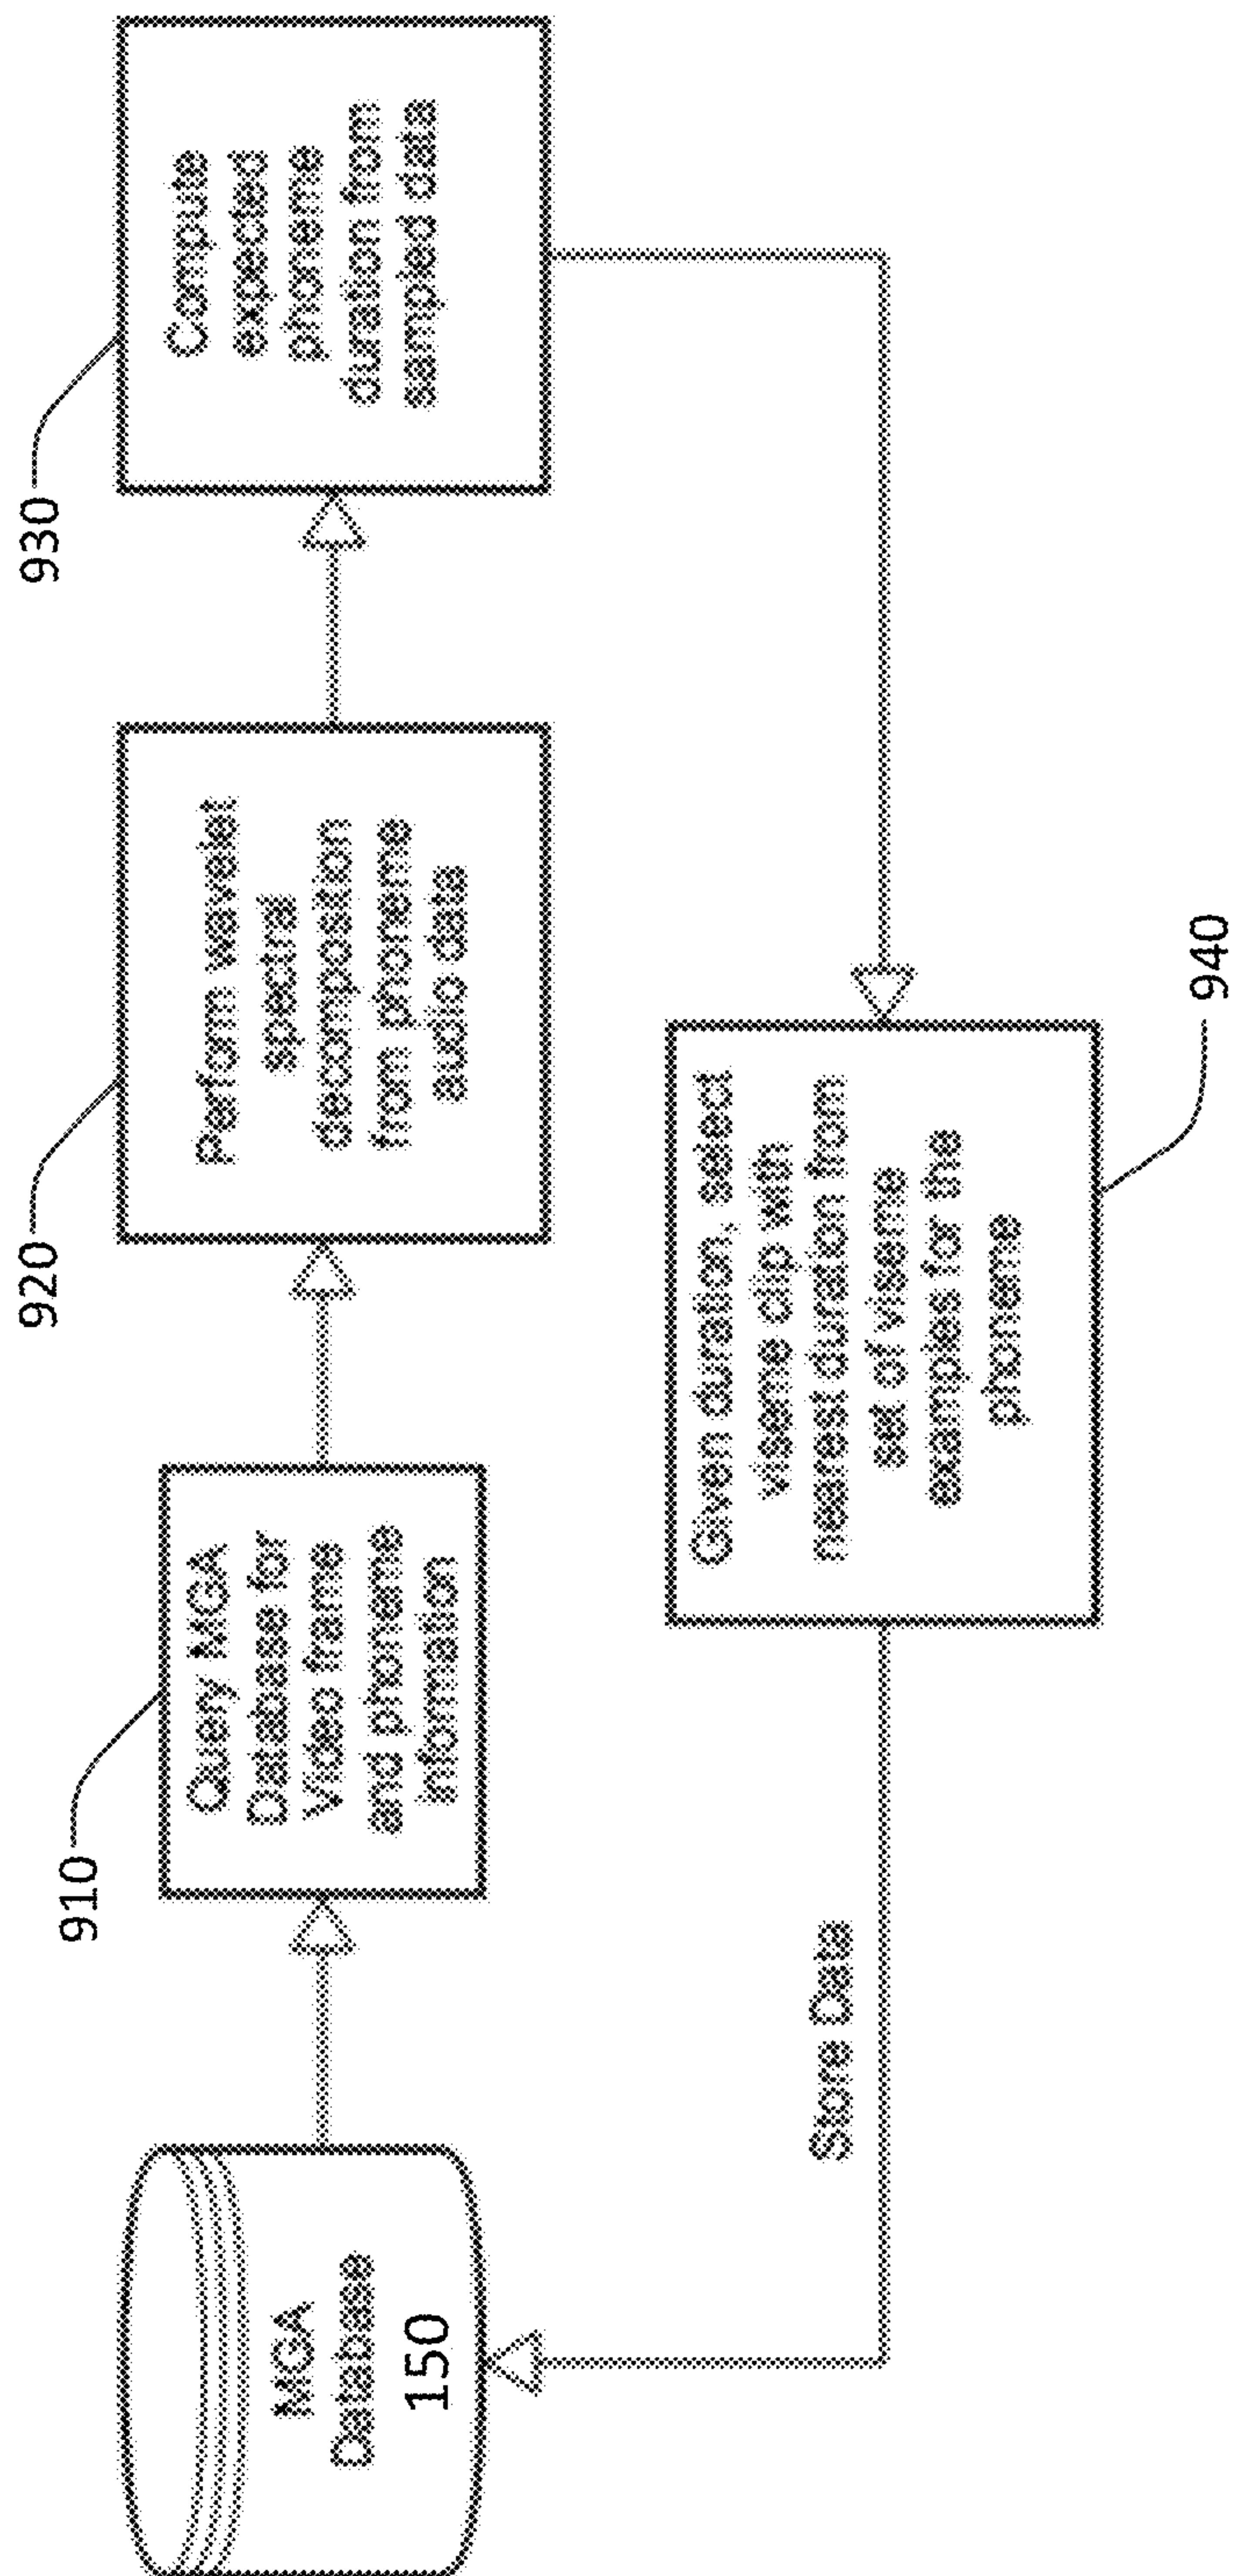 MGA
Database
150
910
Query MGA
Database for
Video frame
and phoneme
information
920
Perform wavelet
spectral
decomposition
from phoneme
audio data
930
Compute
expected
phoneme
duration from
sampled data
940
Given duration, select
viseme clip with
nearest duration from
set of viseme
examples for the
phoneme
Store Data